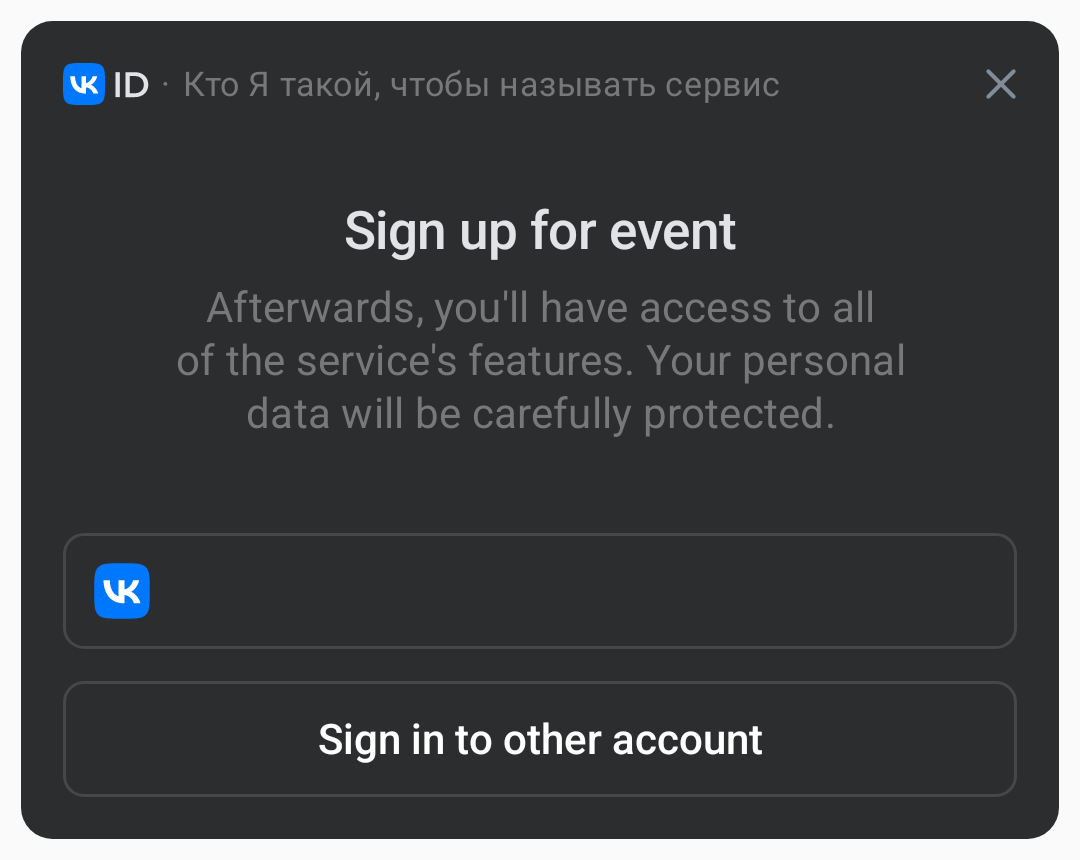 VK ID · Кто Я такой, чтобы называть сервис
Sign up for event
Afterwards, you'll have access to all
of the service's features. Your personal
data will be carefully protected.
VK
Sign in to other account